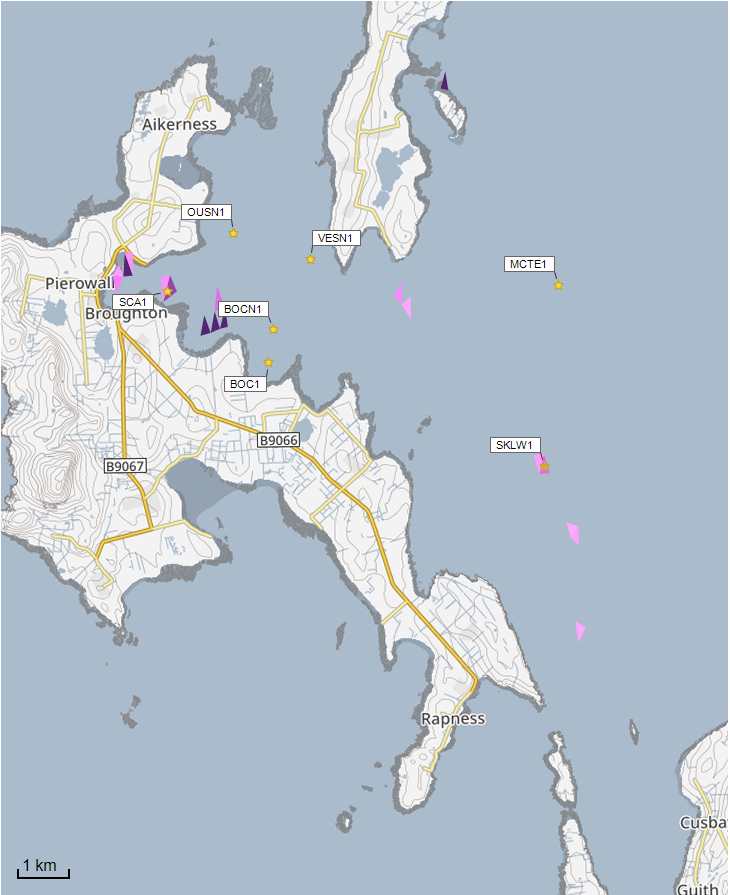 Aikerness
OUSN1
VESN1
MCTE1
Pierowall
SCA1
BOCN1
Broughton
BOC1
B9066
SKLW1
B9067
Rapness
Cusba
1 km
Guith